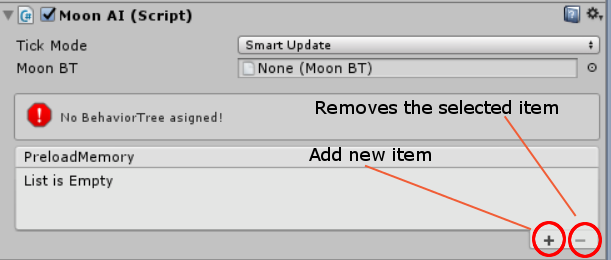 Moon AI (Script)
Tick Mode Smart Update
Moon BT None (Moon BT)
No BehaviorTree asigned!
Removes the selected item
PreloadMemory
Add new item
List is Empty